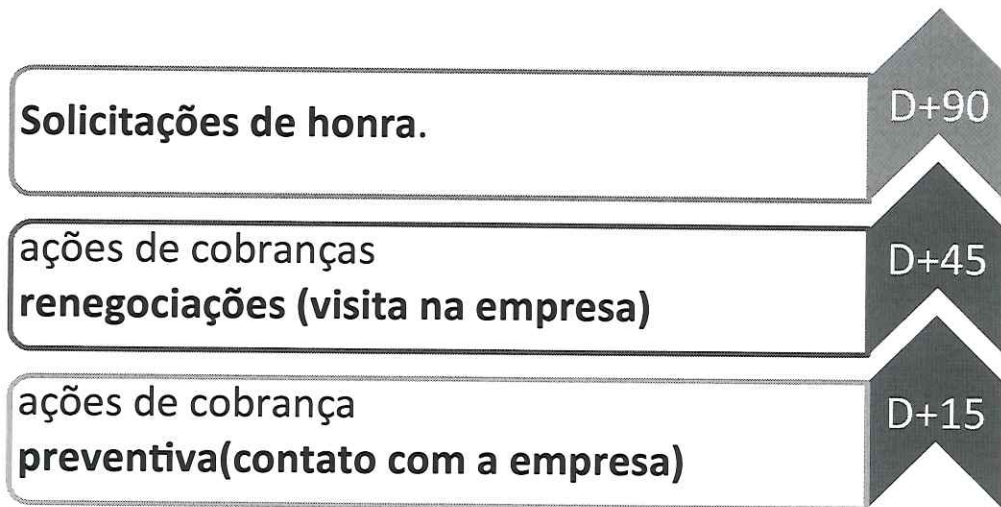 Solicitações de honra.
D+90
ações de cobranças
renegociações (visita na empresa)
D+45
ações de cobrança
preventiva(contato com a empresa)
D+15